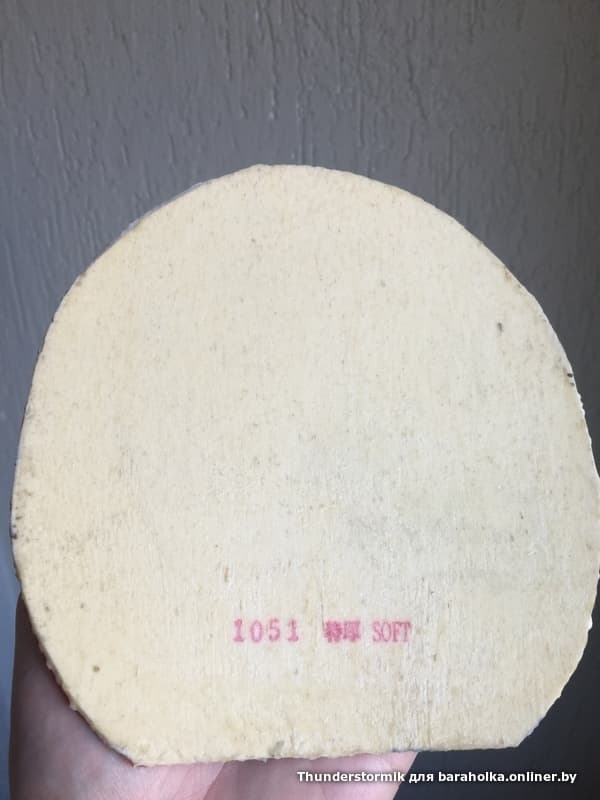 1051 特厚 SOFT
Thunderstormik для baraholka.onliner.by